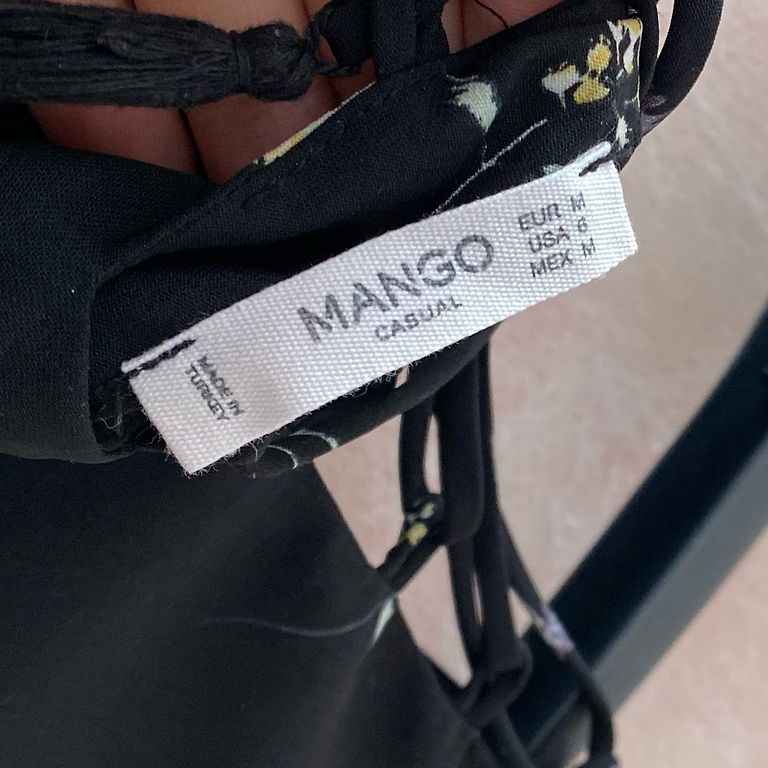 MANGO
CASUAL
EUR M
USA 6
MEX M
MADE IN
TURKEY